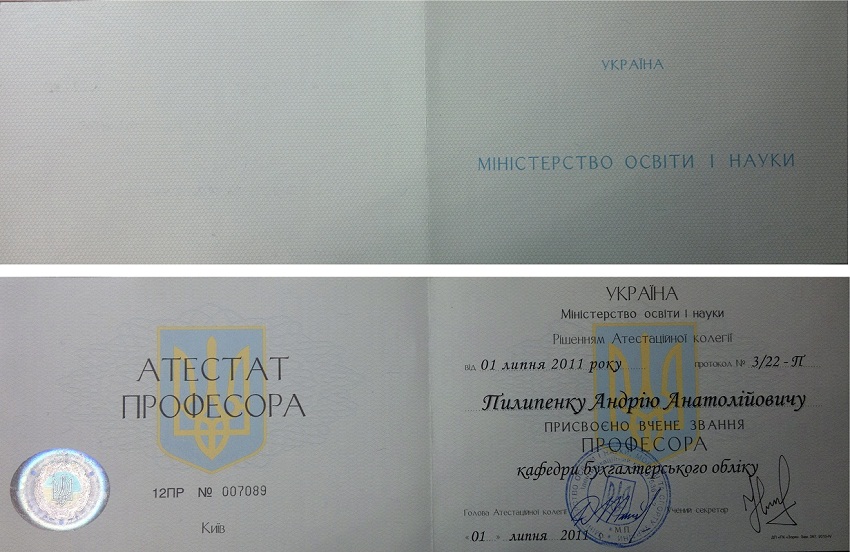 УКРАЇНА
МІНІСТЕРСТВО ОСВІТИ І НАУКИ
АТЕСТАТ
ПРОФЕСОРА
12ПР № 007089
Київ
УКРАЇНА
Міністерство освіти і науки
Рішенням Атестаційної колегії
від 01 липня 2011 року протокол № 3/22 - П
Пилипенку Андрію Анатолійовичу
ПРИСВОЄНО ВЧЕНЕ ЗВАННЯ
ПРОФЕСОРА
кафедри бухгалтерського обліку
Голова Атестаційної колегії Учений секретар
М.П.
«01 » липня 2011